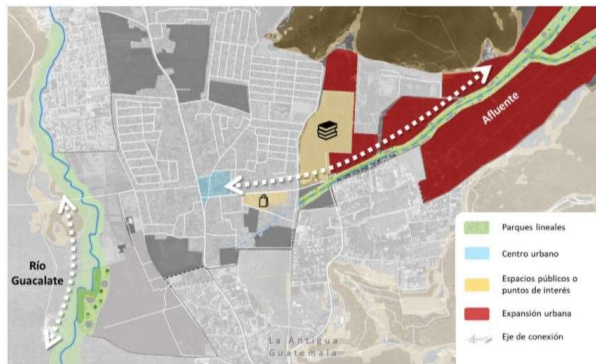 Afluente
Río
Guacalate
Parques lineales
Centro urbano
Espacios públicos o
puntos de interés
Expansión urbana
Eje de conexión
La Antigua
Guatemala